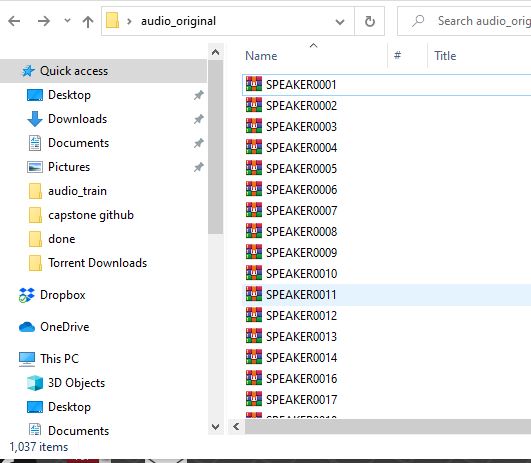 audio_original
Search audio_orig
Name # Title
Quick access
Desktop
Downloads
Documents
Pictures
audio_train
capstone github
done
Torrent Downloads
Dropbox
OneDrive
This PC
3D Objects
Desktop
Documents
SPEAKER0001
SPEAKER0002
SPEAKER0003
SPEAKER0004
SPEAKER0005
SPEAKER0006
SPEAKER0007
SPEAKER0008
SPEAKER0009
SPEAKER0010
SPEAKER0011
SPEAKER0012
SPEAKER0013
SPEAKER0014
SPEAKER0016
SPEAKER0017
1,037 items